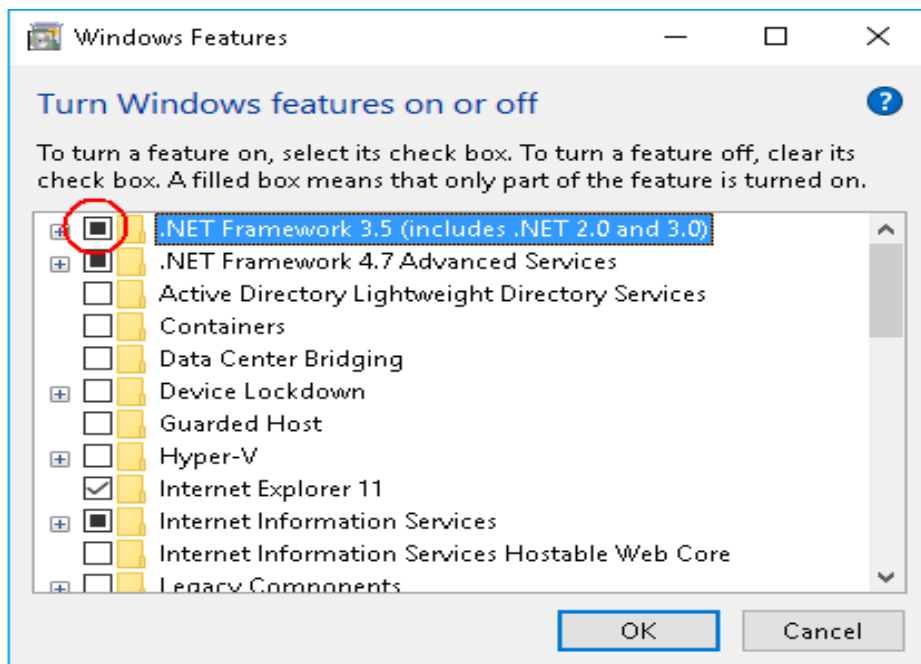 Windows Features
Turn Windows features on or off
To turn a feature on, select its check box. To turn a feature off, clear its
check box. A filled box means that only part of the feature is turned on.
.NET Framework 3.5 (includes .NET 2.0 and 3.0)
.NET Framework 4.7 Advanced Services
Active Directory Lightweight Directory Services
Containers
Data Center Bridging
Device Lockdown
Guarded Host
Hyper-V
Internet Explorer 11
Internet Information Services
Internet Information Services Hostable Web Core
Legacy Components
OK
Cancel